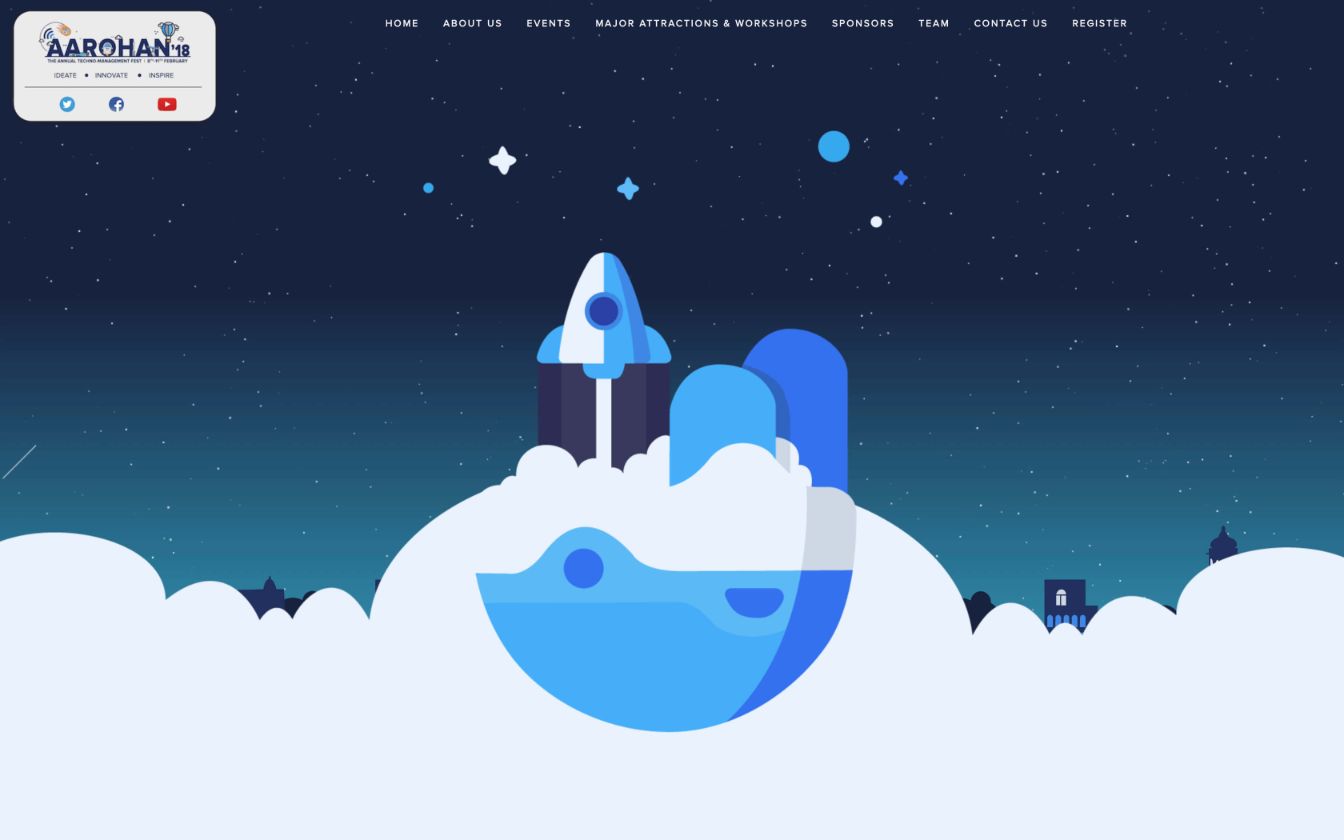 AAROHAN'18
THE ANNUAL TECHNO-MANAGEMENT FEST | 8TH-11TH FEBRUARY
IDEATE • INNOVATE • INSPIRE
HOME ABOUT US EVENTS MAJOR ATTRACTIONS & WORKSHOPS SPONSORS TEAM CONTACT US REGISTER